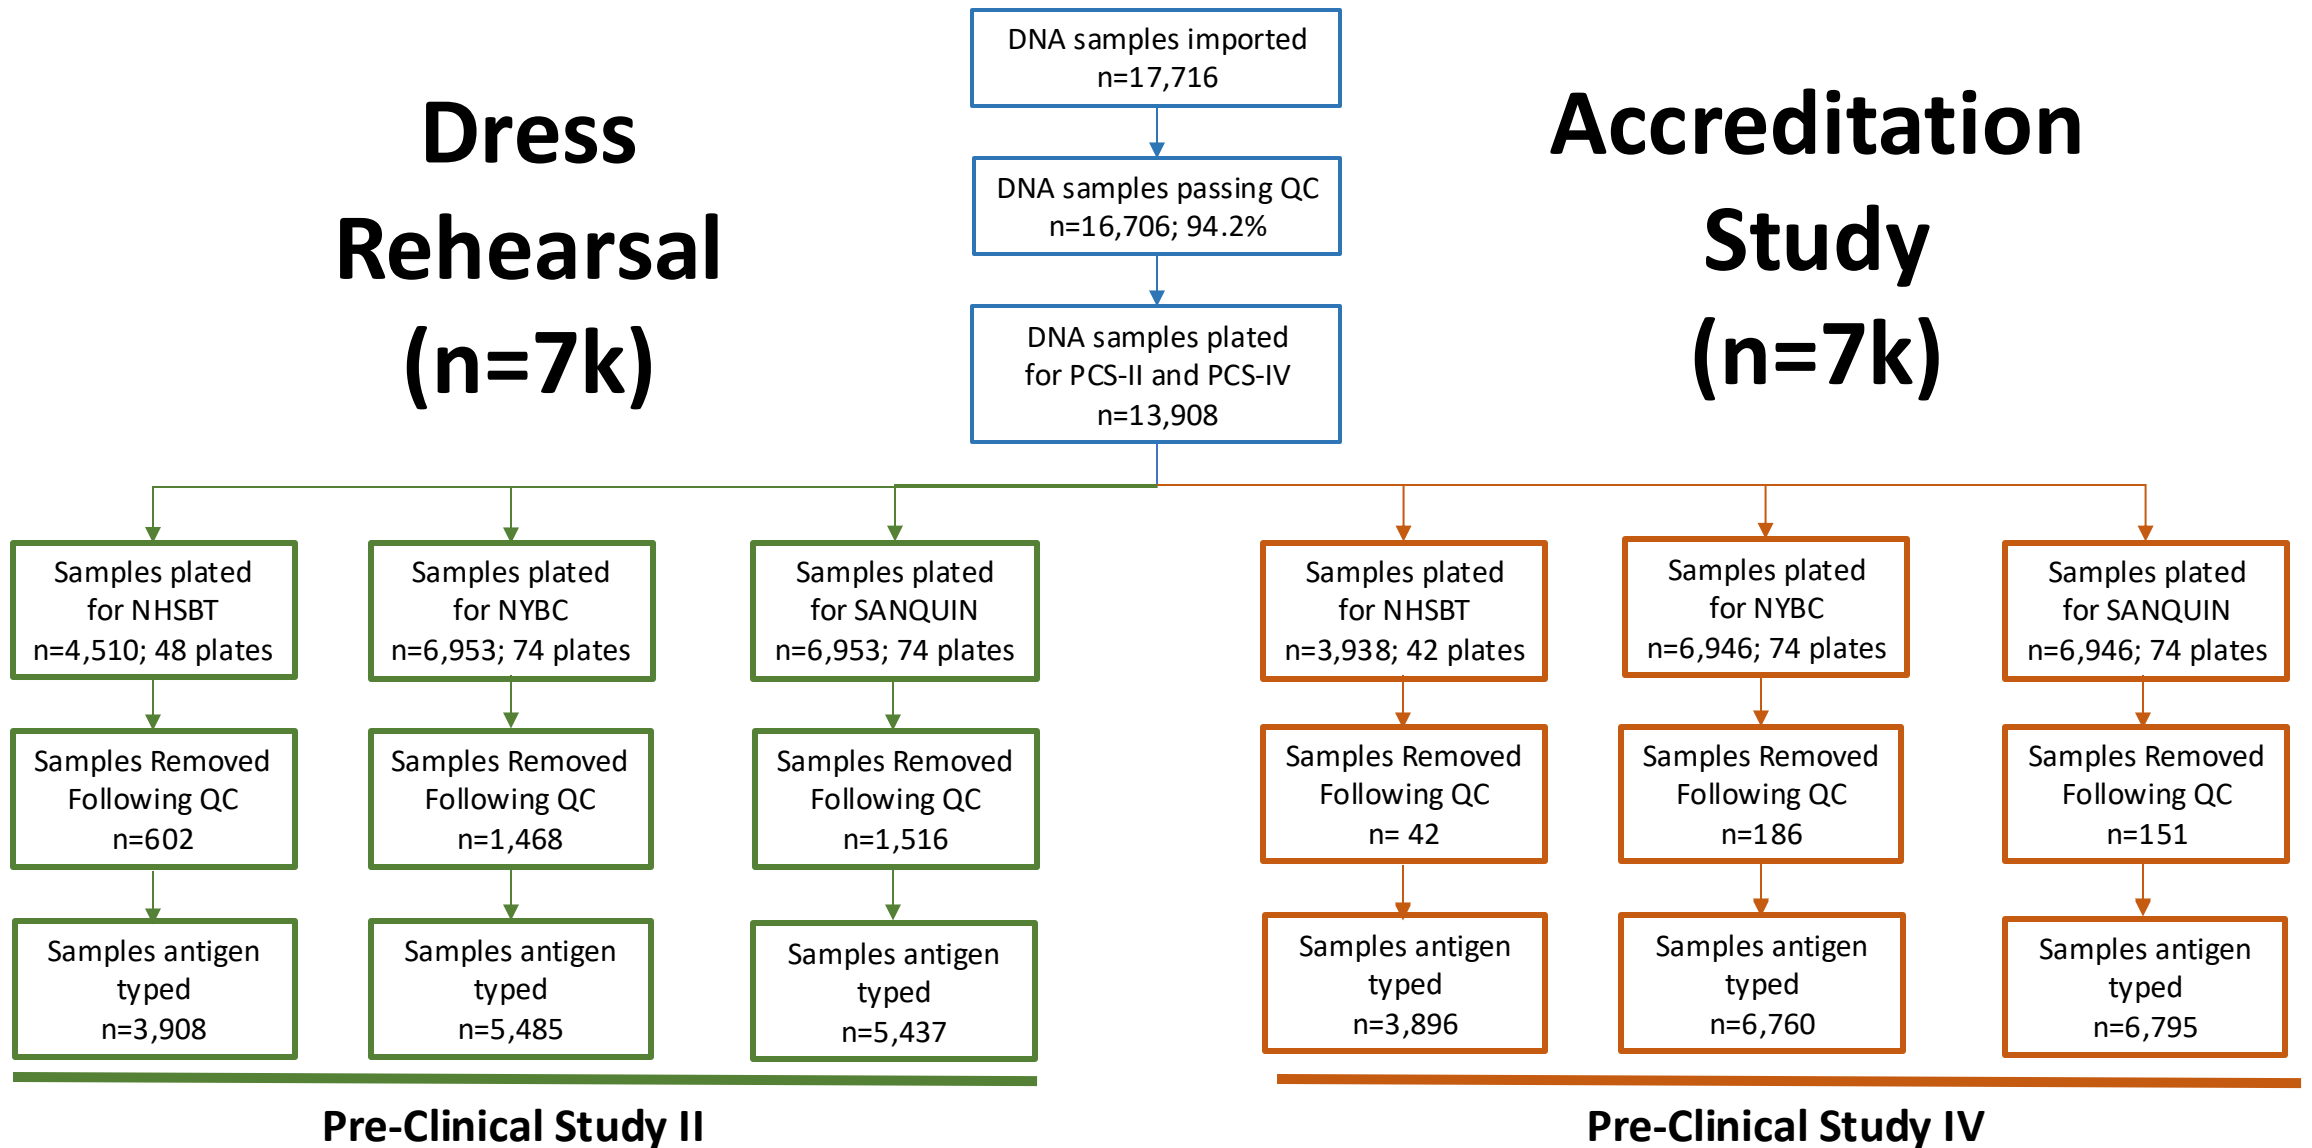 DNA samples imported
n=17,716
Dress
Rehearsal
(n=7k)
Accreditation
Study
(n=7k)
DNA samples passing QC
n=16,706; 94.2%
DNA samples plated
for PCS-II and PCS-IV
n=13,908
Samples plated
for NHSBT
n=4,510; 48 plates
Samples plated
for NYBC
n=6,953; 74 plates
Samples plated
for SANQUIN
n=6,953; 74 plates
Samples plated
for NHSBT
n=3,938; 42 plates
Samples plated
for NYBC
n=6,946; 74 plates
Samples plated
for SANQUIN
n=6,946; 74 plates
Samples Removed
Following QC
n=602
Samples Removed
Following QC
n=1,468
Samples Removed
Following QC
n=1,516
Samples Removed
Following QC
n= 42
Samples Removed
Following QC
n=186
Samples Removed
Following QC
n=151
Samples antigen
typed
n=3,908
Samples antigen
typed
n=5,485
Samples antigen
typed
n=5,437
Samples antigen
typed
n=3,896
Samples antigen
typed
n=6,760
Samples antigen
typed
n=6,795
Pre-Clinical Study II
Pre-Clinical Study IV